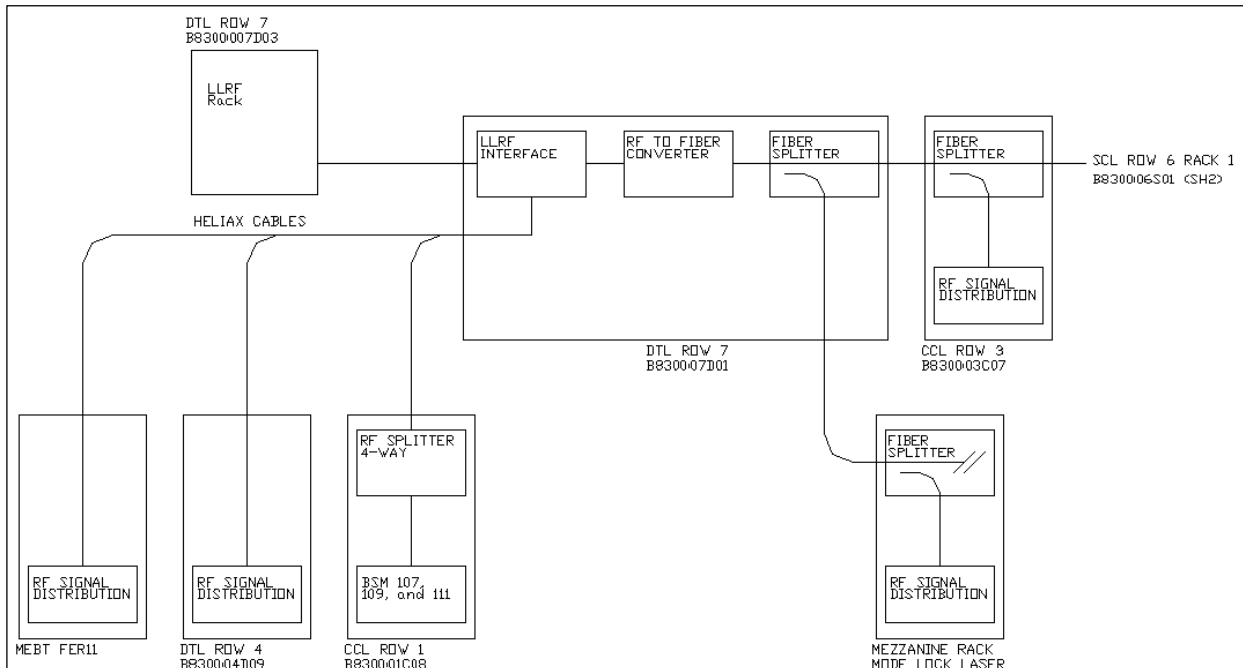 DTL ROW 7
B8300:007D03
LLRF
Rack
LLRF
INTERFACE
RF TO FIBER
CONVERTER
FIBER
SPLITTER
FIBER
SPLITTER
SCL ROW 6 RACK 1
B8300:06S01 (SH2)
HELIAX CABLES
RF SIGNAL
DISTRIBUTION
DTL ROW 7
B8300:07D01
CCL ROW 3
B8300:03C07
RF SPLITTER
4-WAY
FIBER
SPLITTER
RF SIGNAL
DISTRIBUTION
RF SIGNAL
DISTRIBUTION
BSM 107,
109, and 111
RF SIGNAL
DISTRIBUTION
MEBT FER11
DTL ROW 4
B8300:04D09
CCL ROW 1
B8300:01C08
MEZZANINE RACK
MODE LOCK LASER